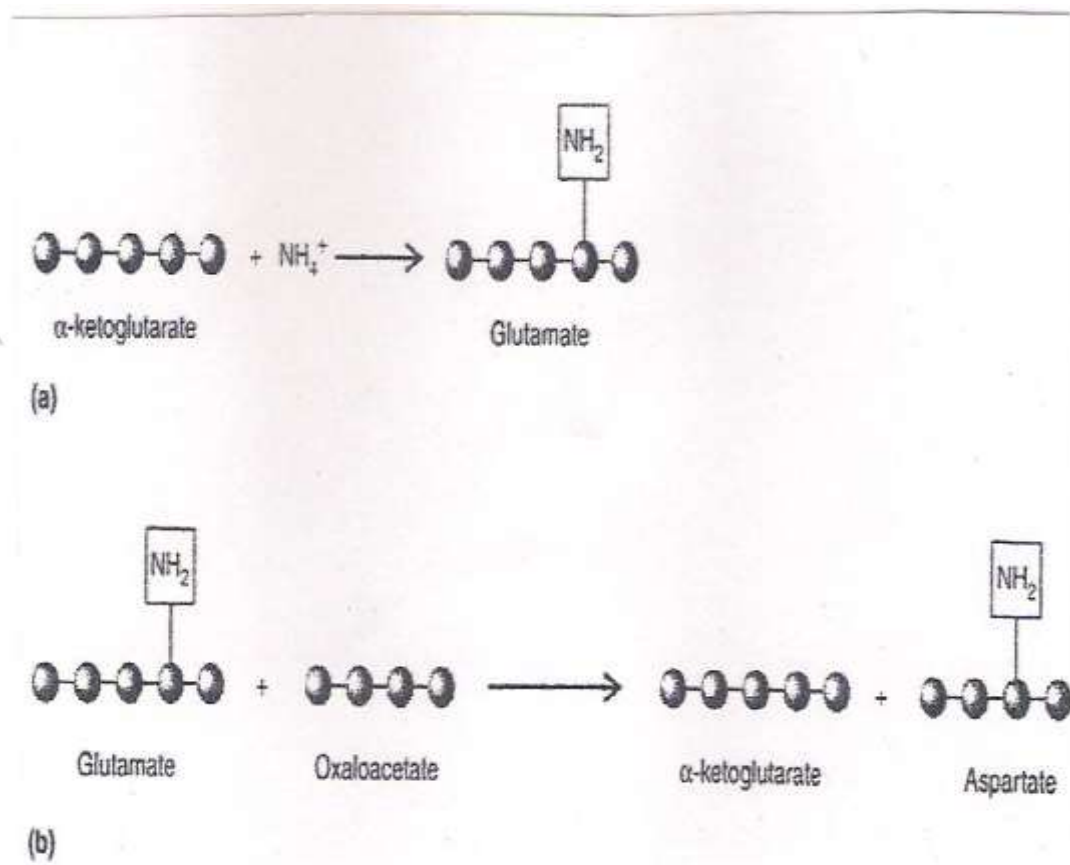 NH₂
+ NH₄⁺
α-ketoglutarate
Glutamate
(a)
NH₂
NH₂
+
+
Glutamate
Oxaloacetate
α-ketoglutarate
Aspartate
(b)